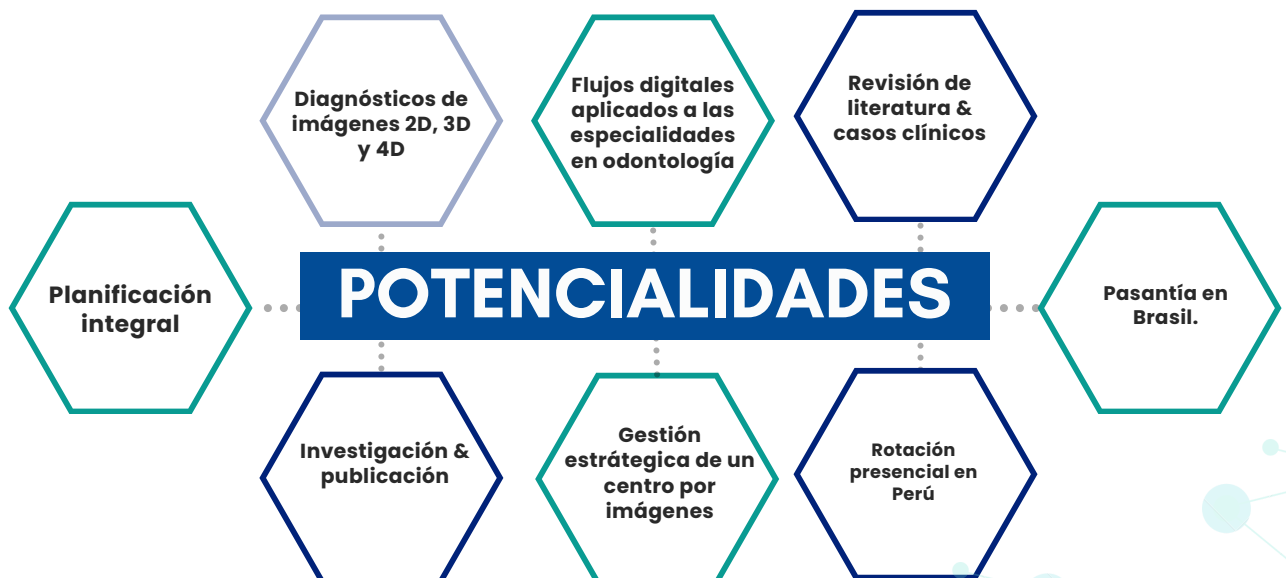 Diagnósticos de
imágenes 2D, 3D
y 4D
Flujos digitales
aplicados a las
especialidades
en odontología
Revisión de
literatura &
casos clínicos
Planificación
integral
POTENCIALIDADES
Pasantía en
Brasil.
Investigación &
publicación
Gestión
estrátegica de un
centro por
imágenes
Rotación
presencial en
Perú